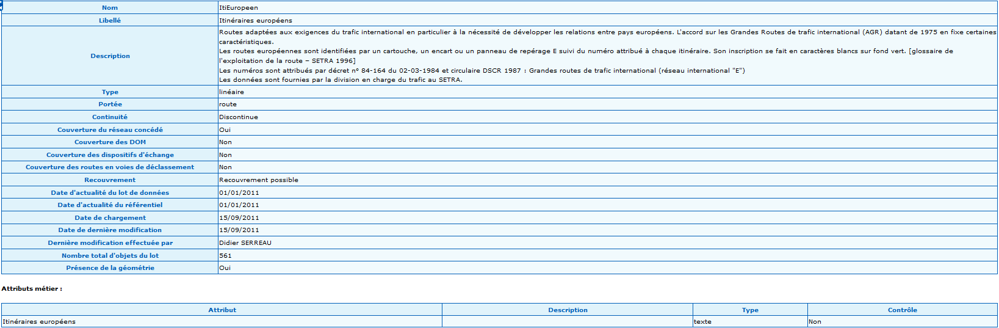 Nom ItiEuropeen
Libellé Itinéraires européens
Description
Routes adaptées aux exigences du trafic international en particulier à la nécessité de développer les relations entre pays européens. L'accord sur les Grandes Routes de trafic international (AGR) datant de 1975 en fixe certaines
caractéristiques.
Les routes européennes sont identifiées par un cartouche, un encart ou un panneau de repérage E suivi du numéro attribué à chaque itinéraire. Son inscription se fait en caractères blancs sur fond vert. [glossaire de
l'exploitation de la route – SETRA 1996]
Les numéros sont attribués par décret n° 84-164 du 02-03-1984 et circulaire DSCR 1987 : Grandes routes de trafic international (réseau international "E")
Les données sont fournies par la division en charge du trafic au SETRA.
Type linéaire
Portée route
Continuité Discontinue
Couverture du réseau concédé Oui
Couverture des DOM Non
Couverture des dispositifs d'échange Non
Couverture des routes en voies de déclassement Non
Recouvrement Recouvrement possible
Date d'actualité du lot de données 01/01/2011
Date d'actualité du référentiel 01/01/2011
Date de chargement 15/09/2011
Date de dernière modification 15/09/2011
Dernière modification effectuée par Didier SERREAU
Nombre total d'objets du lot 561
Présence de la géométrie Oui
Attributs métier :
Attribut Description Type Contrôle
Itinéraires européens texte Non